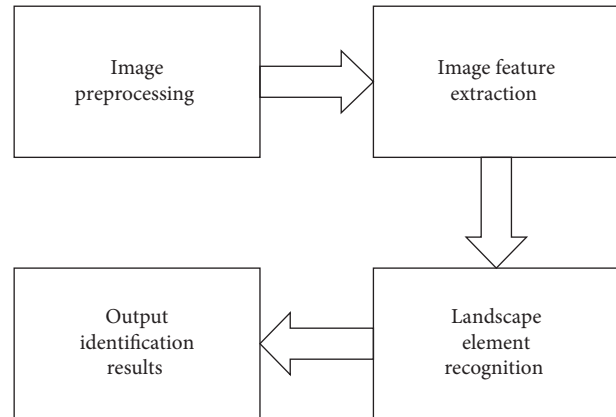 Image
preprocessing
Image feature
extraction
Landscape
element
recognition
Output
identification
results